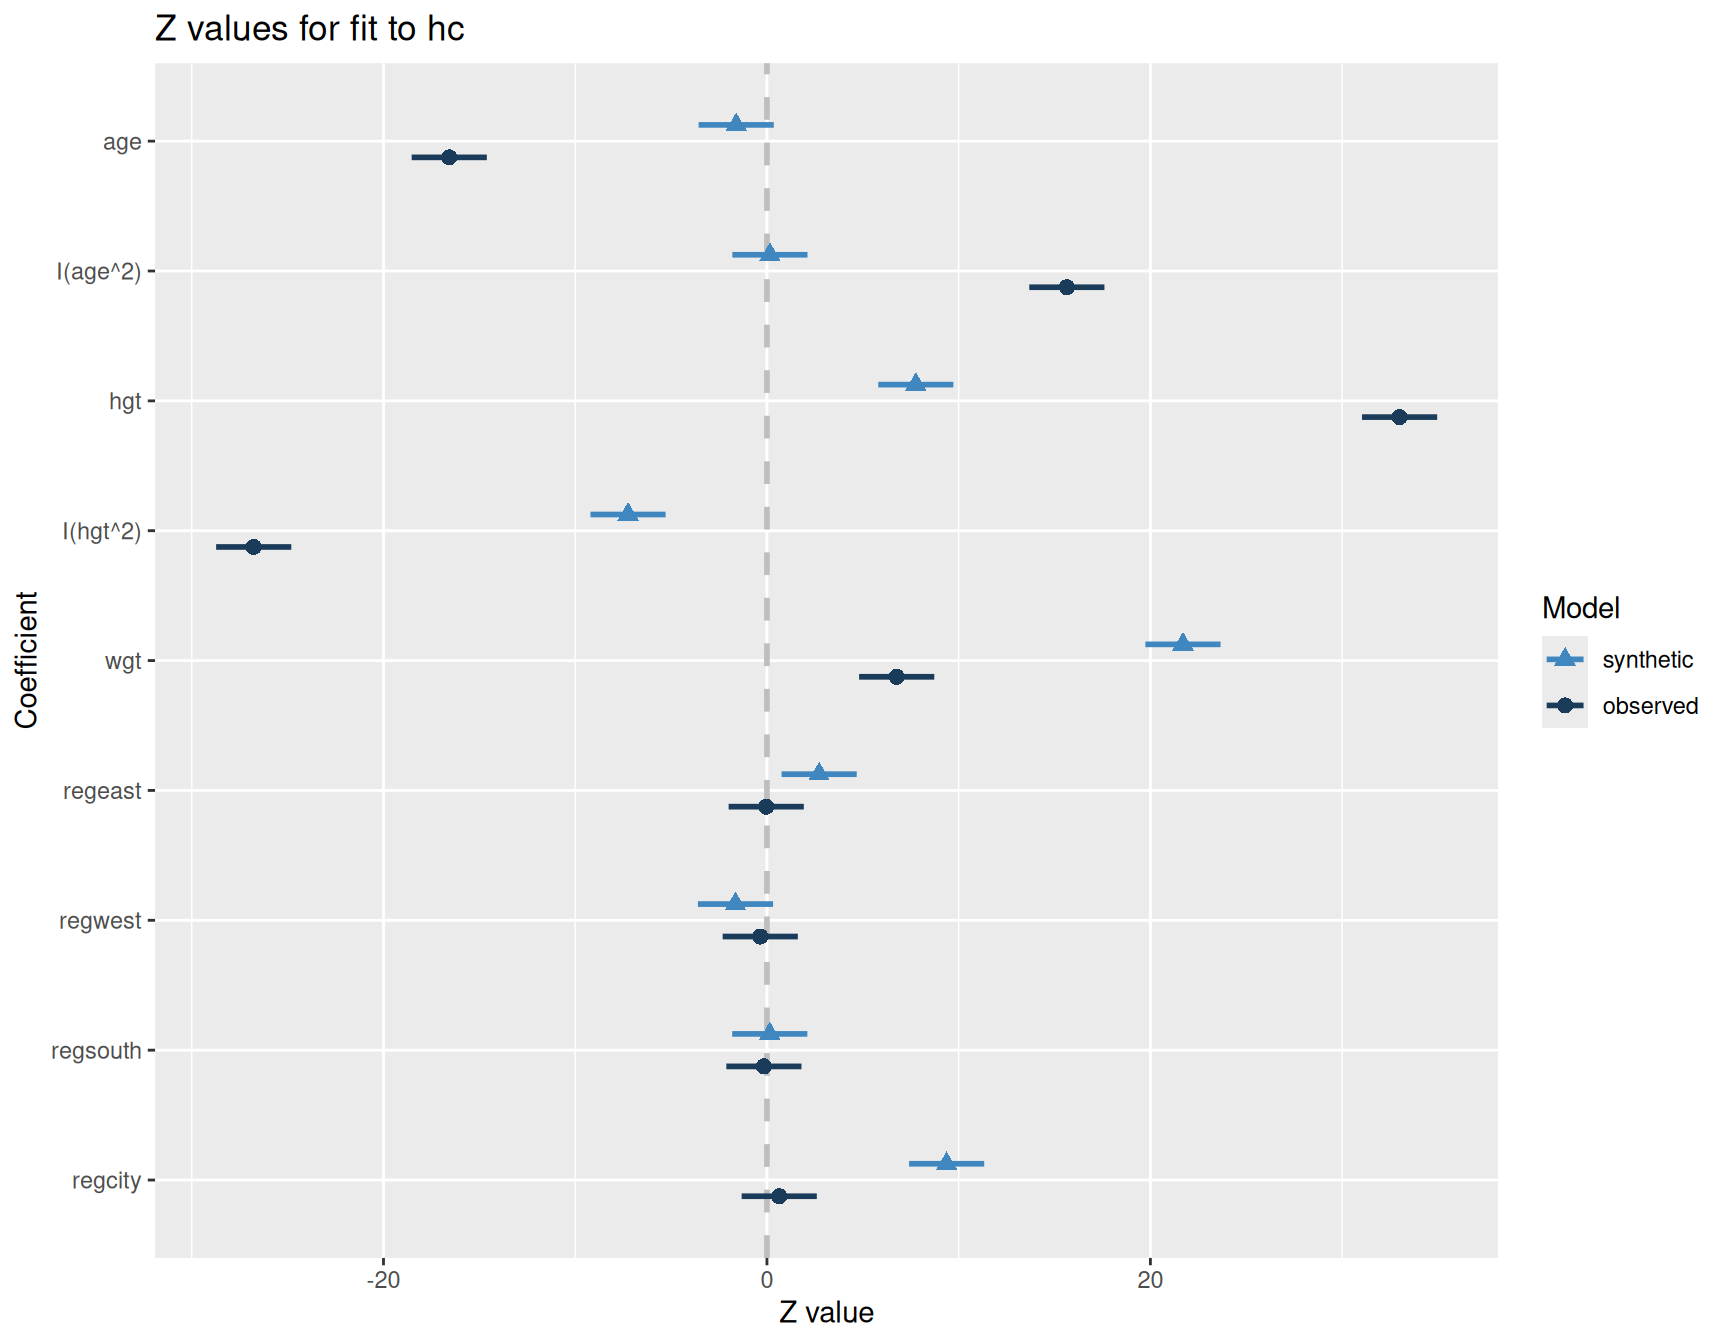 Z values for fit to hc
age
I(age^2)
hgt
I(hgt^2)
wgt
regeast
regwest
regsouth
regcity
Coefficient
-20
0
20
Z value
Model
synthetic
observed